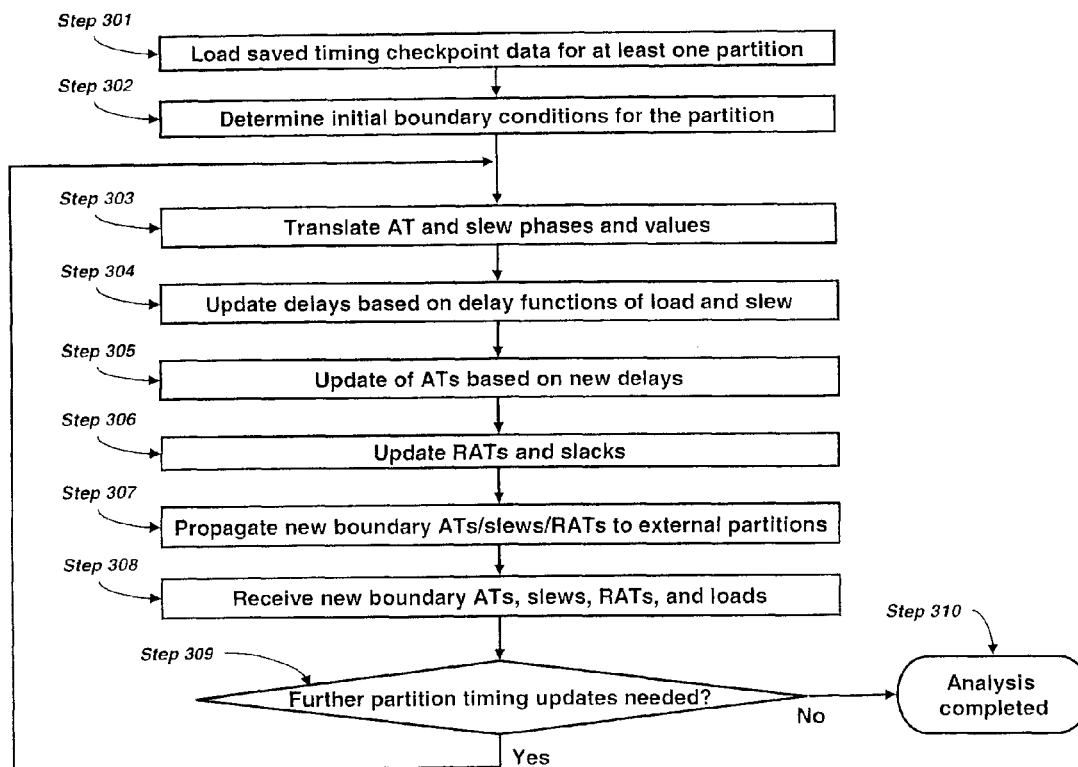 Step 301
Load saved timing checkpoint data for at least one partition
Step 302
Determine initial boundary conditions for the partition
Step 303
Translate AT and slew phases and values
Step 304
Update delays based on delay functions of load and slew
Step 305
Update of ATs based on new delays
Step 306
Update RATs and slacks
Step 307
Propagate new boundary ATs/slews/RATs to external partitions
Step 308
Receive new boundary ATs, slews, RATs, and loads
Step 309
Further partition timing updates needed?
No
Yes
Step 310
Analysis
completed